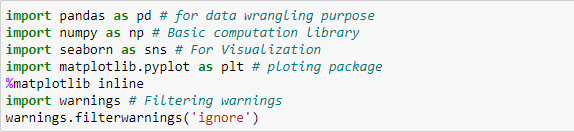 import pandas as pd # for data wrangling purpose
import numpy as np # Basic computation library
import seaborn as sns # For Visualization
import matplotlib.pyplot as plt # ploting package
%matplotlib inline
import warnings # Filtering warnings
warnings.filterwarnings('ignore')